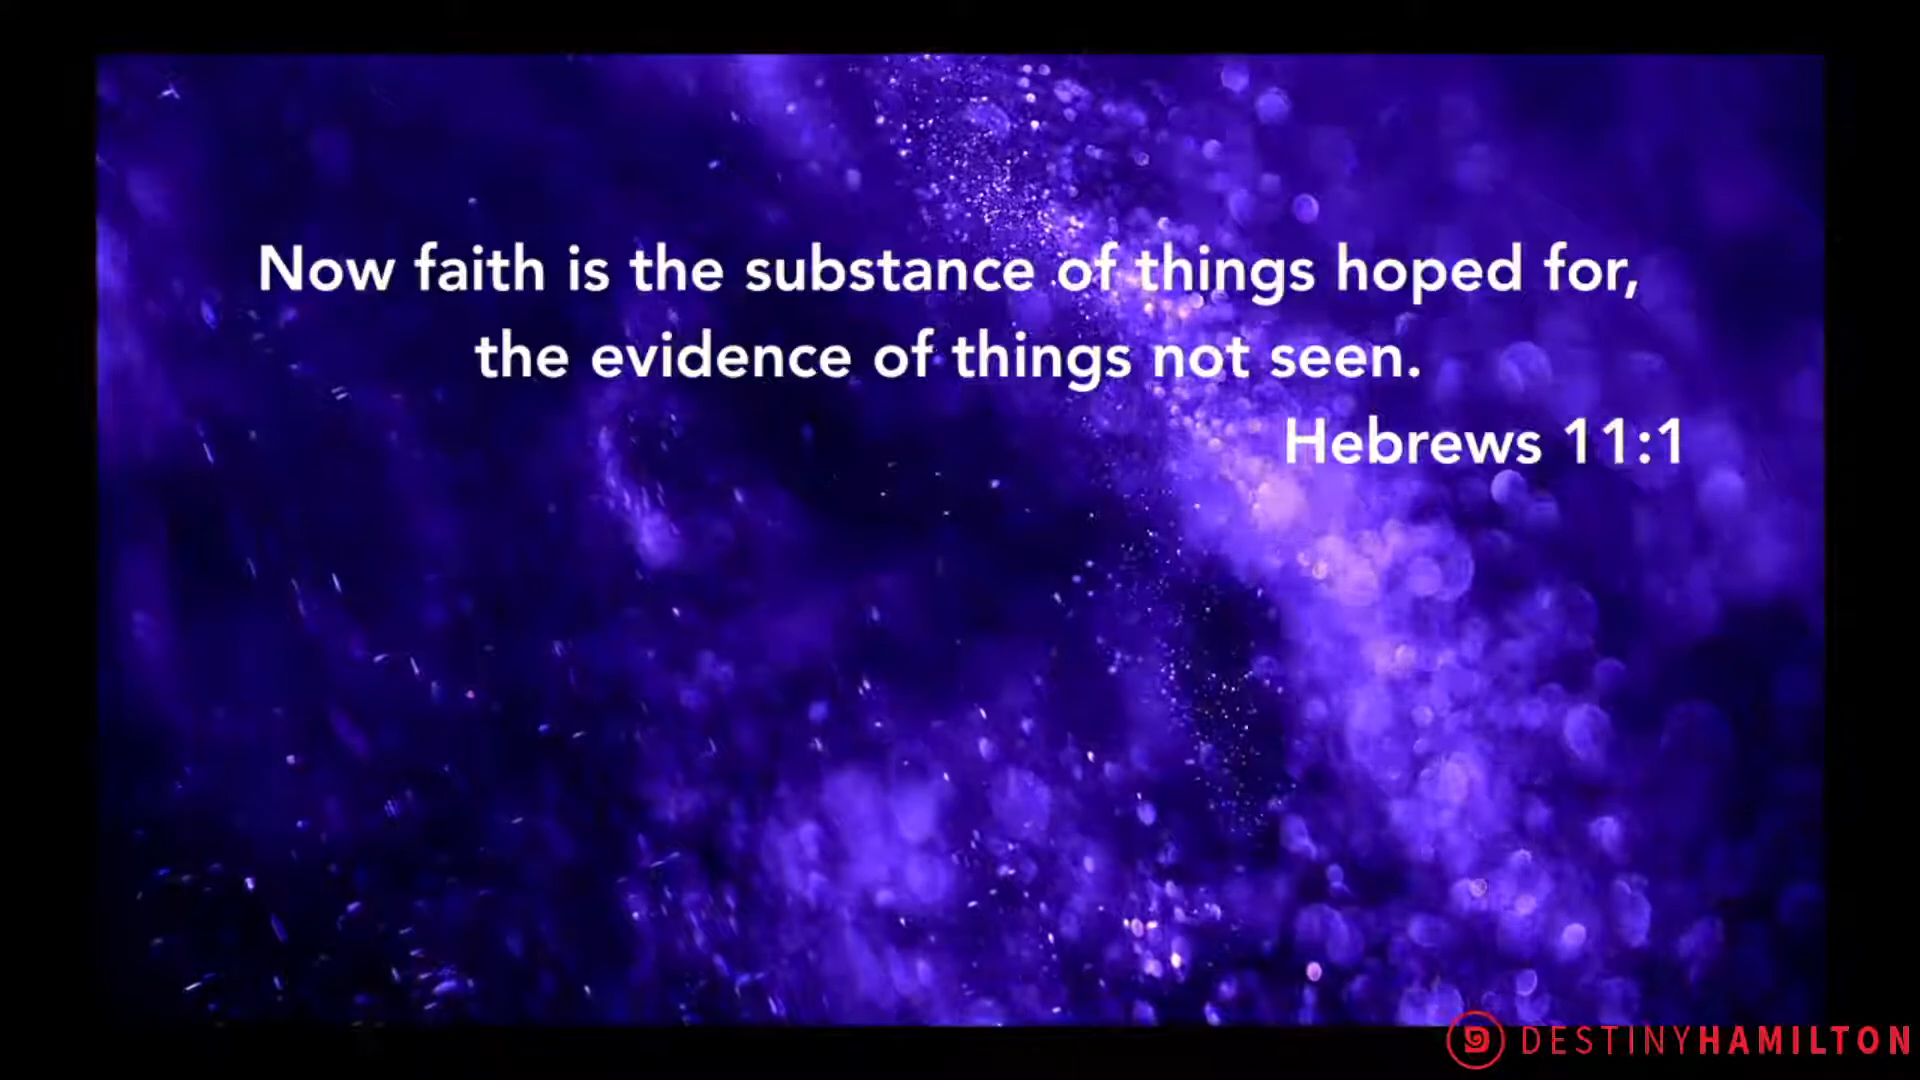 Now faith is the substance of things hoped for,
the evidence of things not seen.
Hebrews 11:1
DESTINYHAMILTON